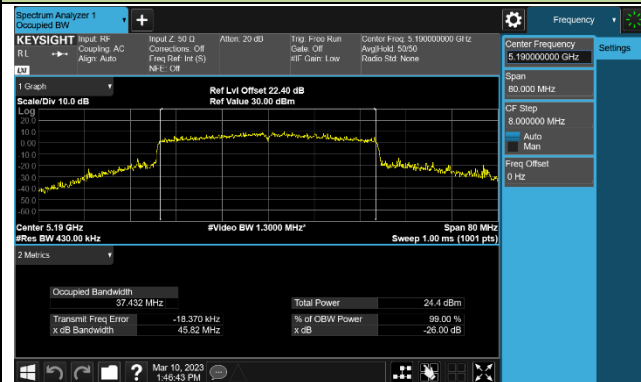 Spectrum Analyzer 1
Occupied BW
+
Frequency
KEYSIGHT
RL
LXI
Input: RF
Coupling: AC
Align: Auto
Input Z: 50 Ω
Corrections: Off
Freq Ref: Int (S)
NFE: Off
Atten: 20 dB
Trig: Free Run
Gate: Off
#IF Gain: Low
Center Freq: 5.190000000 GHz
Avg|Hold: 50/50
Radio Std: None
Center Frequency
5.190000000 GHz
Settings
Span
80.000 MHz
CF Step
8.000000 MHz
Auto
Man
Freq Offset
0 Hz
1 Graph
Scale/Div 10.0 dB
Ref Lvl Offset 22.40 dB
Ref Value 30.00 dBm
Log
20.0
10.0
0.00
-10.0
-20.0
-30.0
-40.0
-50.0
-60.0
Center 5.19 GHz
#Res BW 430.00 kHz
#Video BW 1.3000 MHz*
Span 80 MHz
Sweep 1.00 ms (1001 pts)
2 Metrics
Occupied Bandwidth
37.432 MHz
Total Power 24.4 dBm
Transmit Freq Error -18.370 kHz
% of OBW Power 99.00 %
x dB Bandwidth 45.82 MHz
x dB -26.00 dB
?
Mar 10, 2023
1:46:43 PM